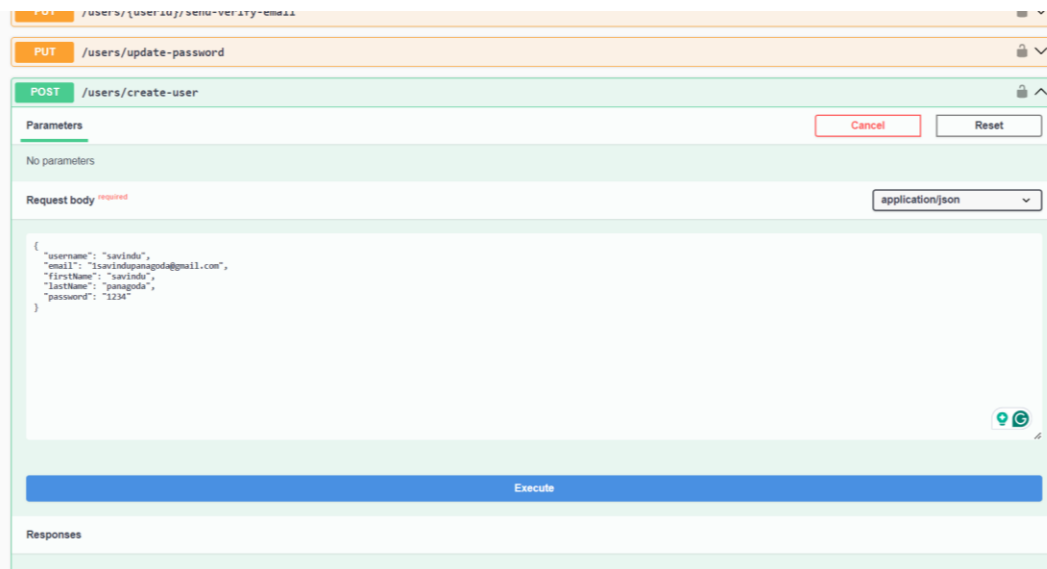 PUT /users/{userId}/send-verify-email
PUT /users/update-password
POST /users/create-user
Parameters Cancel Reset
No parameters
Request body required application/json
{
"username": "savindu",
"email": "1savindupanagoda@gmail.com",
"firstName": "savindu",
"lastName": "panagoda",
"password": "1234"
}
Execute
Responses